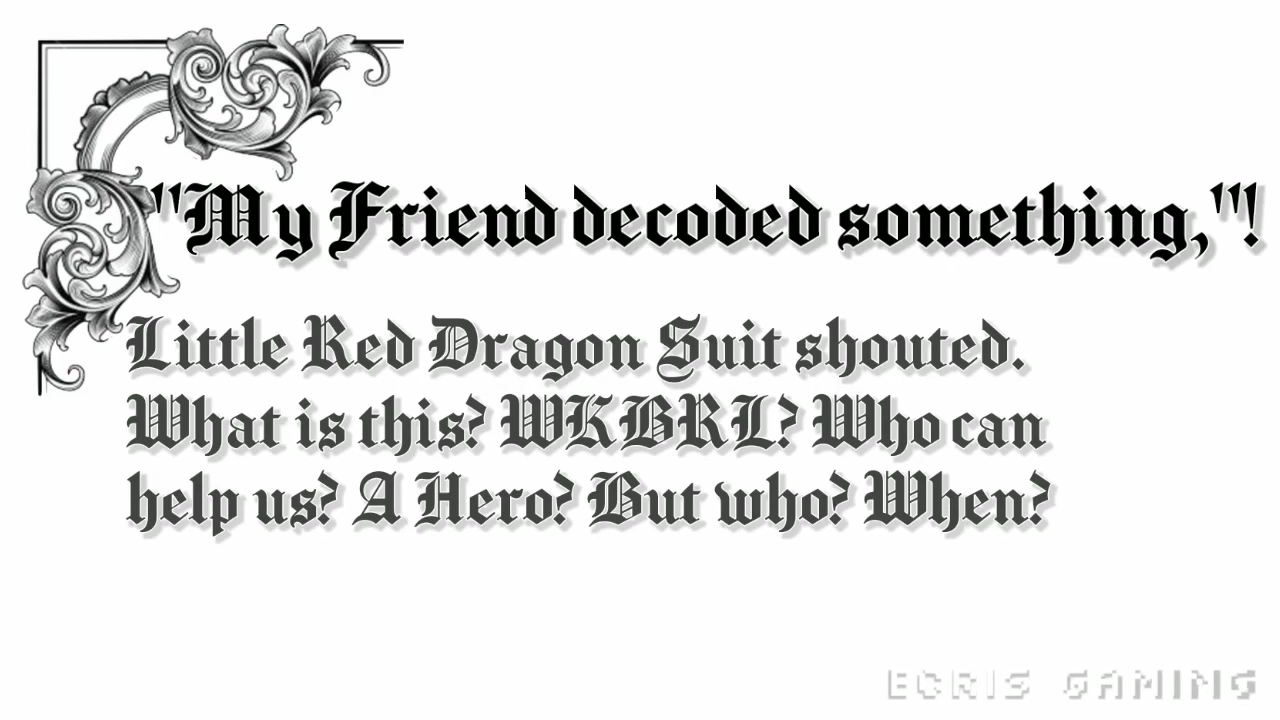 "My Friend decoded something,"!
Little Red Dragon Suit shouted.
What is this? WKBRL? Who can
help us? A Hero? But who? When?
ECRIS GAMING